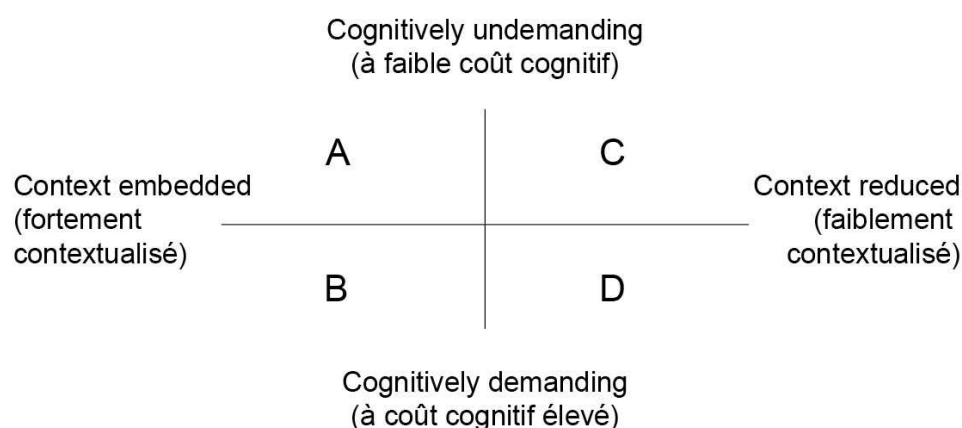 Cognitively undemanding
(à faible coût cognitif)
A
C
Context embedded
(fortement
contextualisé)
Context reduced
(faiblement
contextualisé)
B
D
Cognitively demanding
(à coût cognitif élevé)